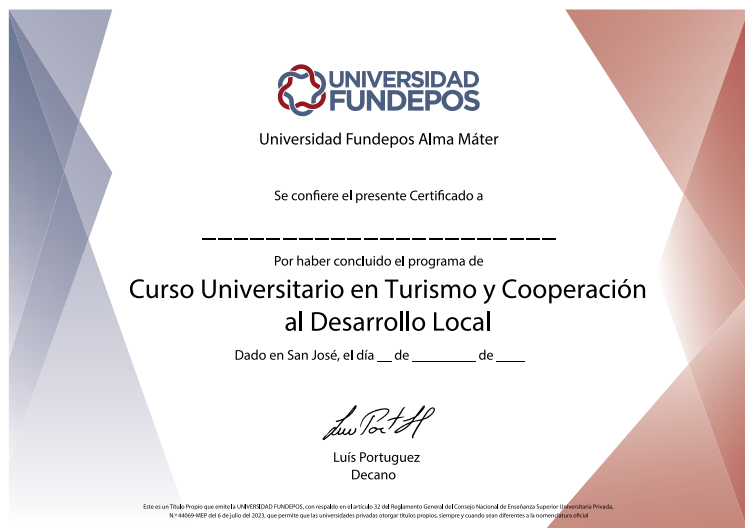 UNIVERSIDAD
FUNDEPOS
Universidad Fundepos Alma Máter
Se confiere el presente Certificado a
_ _ _ _ _ _ _ _ _ _ _ _ _ _ _ _ _ _ _ _ _ _
Por haber concluido el programa de
Curso Universitario en Turismo y Cooperación
al Desarrollo Local
Dado en San José, el día __ de _________ de ____
Luís Portuguez
Decano
Este es un Título Propio que emite la UNIVERSIDAD FUNDEPOS, con respaldo en el artículo 32 del Reglamento General del Consejo Nacional de Enseñanza Superior Universitaria Privada,
N.º 44069-MEP del 6 de julio del 2023, que permite que las universidades privadas otorgar títulos propios, siempre y cuando sean diferentes a la nomenclatura oficial